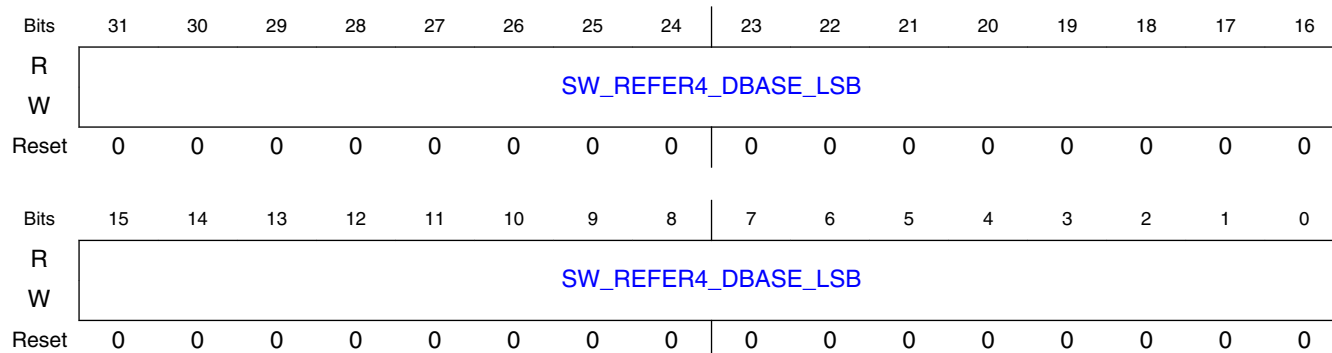 Bits 31 30 29 28 27 26 25 24 23 22 21 20 19 18 17 16
R
SW_REFER4_DBASE_LSB
W
Reset 0 0 0 0 0 0 0 0 0 0 0 0 0 0 0 0
Bits 15 14 13 12 11 10 9 8 7 6 5 4 3 2 1 0
R
SW_REFER4_DBASE_LSB
W
Reset 0 0 0 0 0 0 0 0 0 0 0 0 0 0 0 0